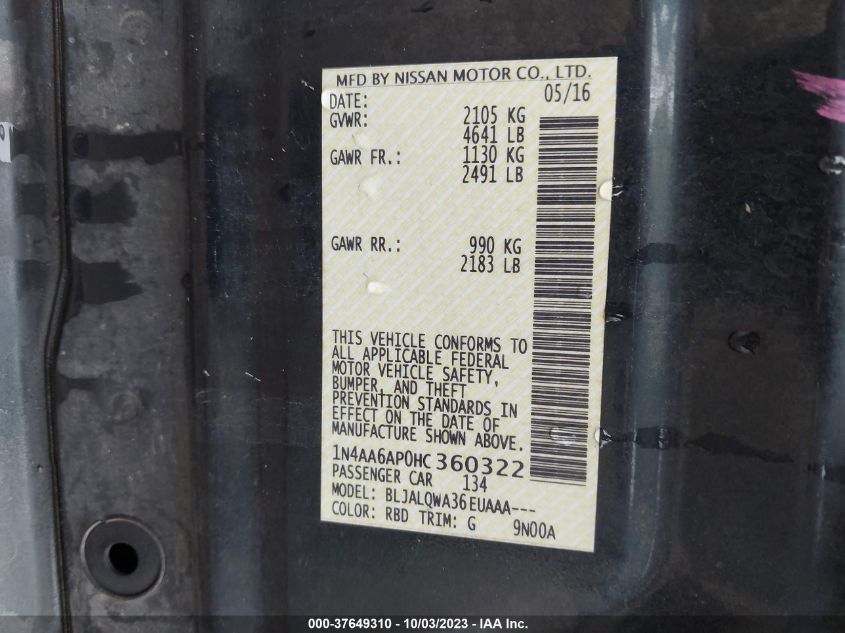 MFD BY NISSAN MOTOR CO., LTD.
DATE: 05/16
GVWR: 2105 KG
4641 LB
GAWR FR.: 1130 KG
2491 LB
GAWR RR.: 990 KG
2183 LB
THIS VEHICLE CONFORMS TO
ALL APPLICABLE FEDERAL
MOTOR VEHICLE SAFETY,
BUMPER, AND THEFT
PREVENTION STANDARDS IN
EFFECT ON THE DATE OF
MANUFACTURE SHOWN ABOVE.
1N4AA6AP0HC360322
PASSENGER CAR 134
MODEL: BLJALQWA36EUAAA---
COLOR: RBD TRIM: G 9N00A
000-37649310 - 10/03/2023 - IAA Inc.